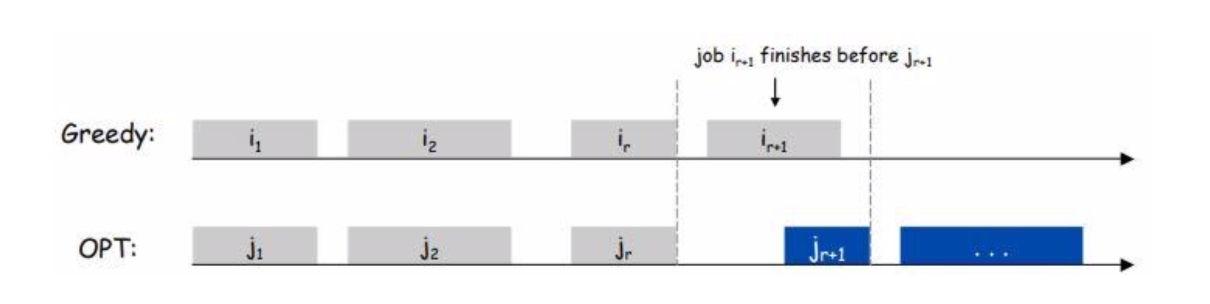 job i_{r+1} finishes before j_{r+1}
Greedy: i_1 i_2 i_r i_{r+1}
OPT: j_1 j_2 j_r j_{r+1} . . .